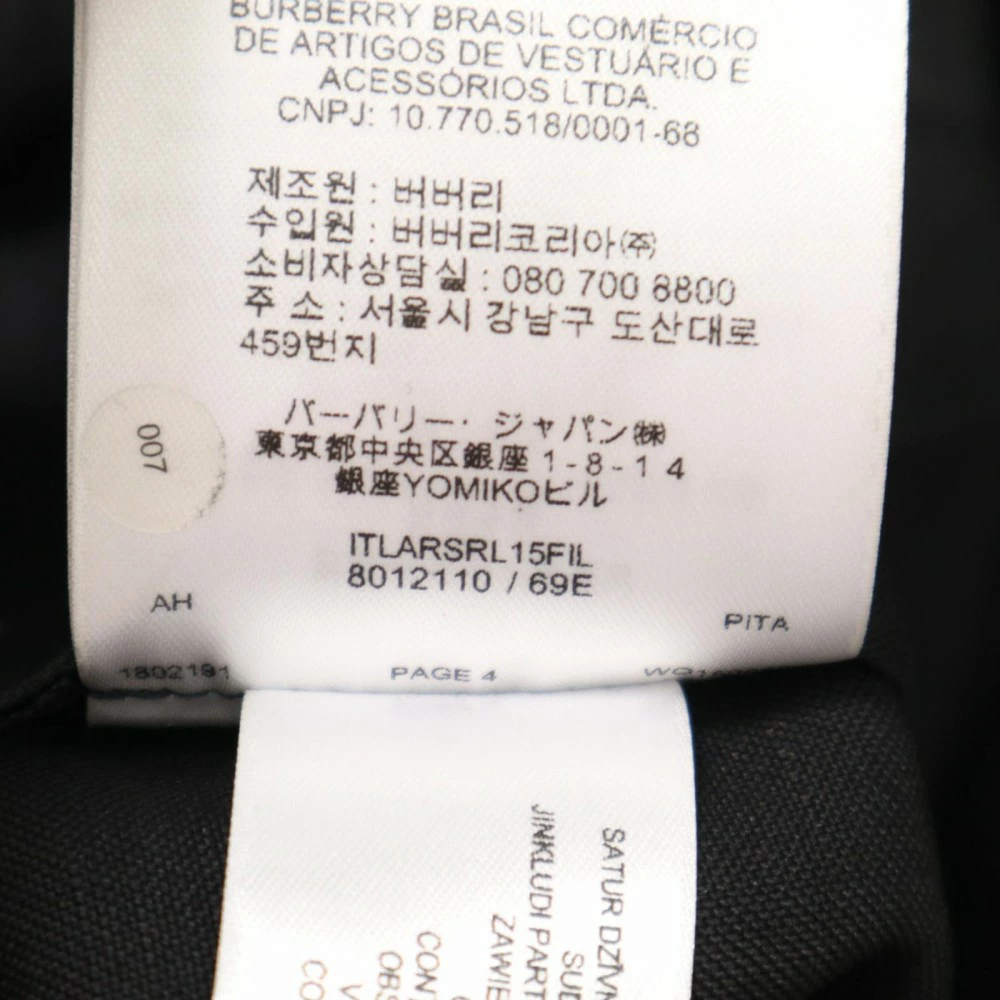 BURBERRY BRASIL COMÉRCIO
DE ARTIGOS DE VESTUÁRIO E
ACESSÓRIOS LTDA.
CNPJ: 10.770.518/0001-68
제조원 : 버버리
수입원 : 버버리코리아㈜
소비자상담실 : 080 700 8800
주 소 : 서울시 강남구 도산대로
459번지
バーバリー・ジャパン㈱
東京都中央区銀座 1-8-14
銀座YOMIKOビル
007
ITLARSRL15FIL
8012110 / 69E
AH
PITA
1802191
PAGE 4
SATUR DZĪVN
JINKLUDI PART